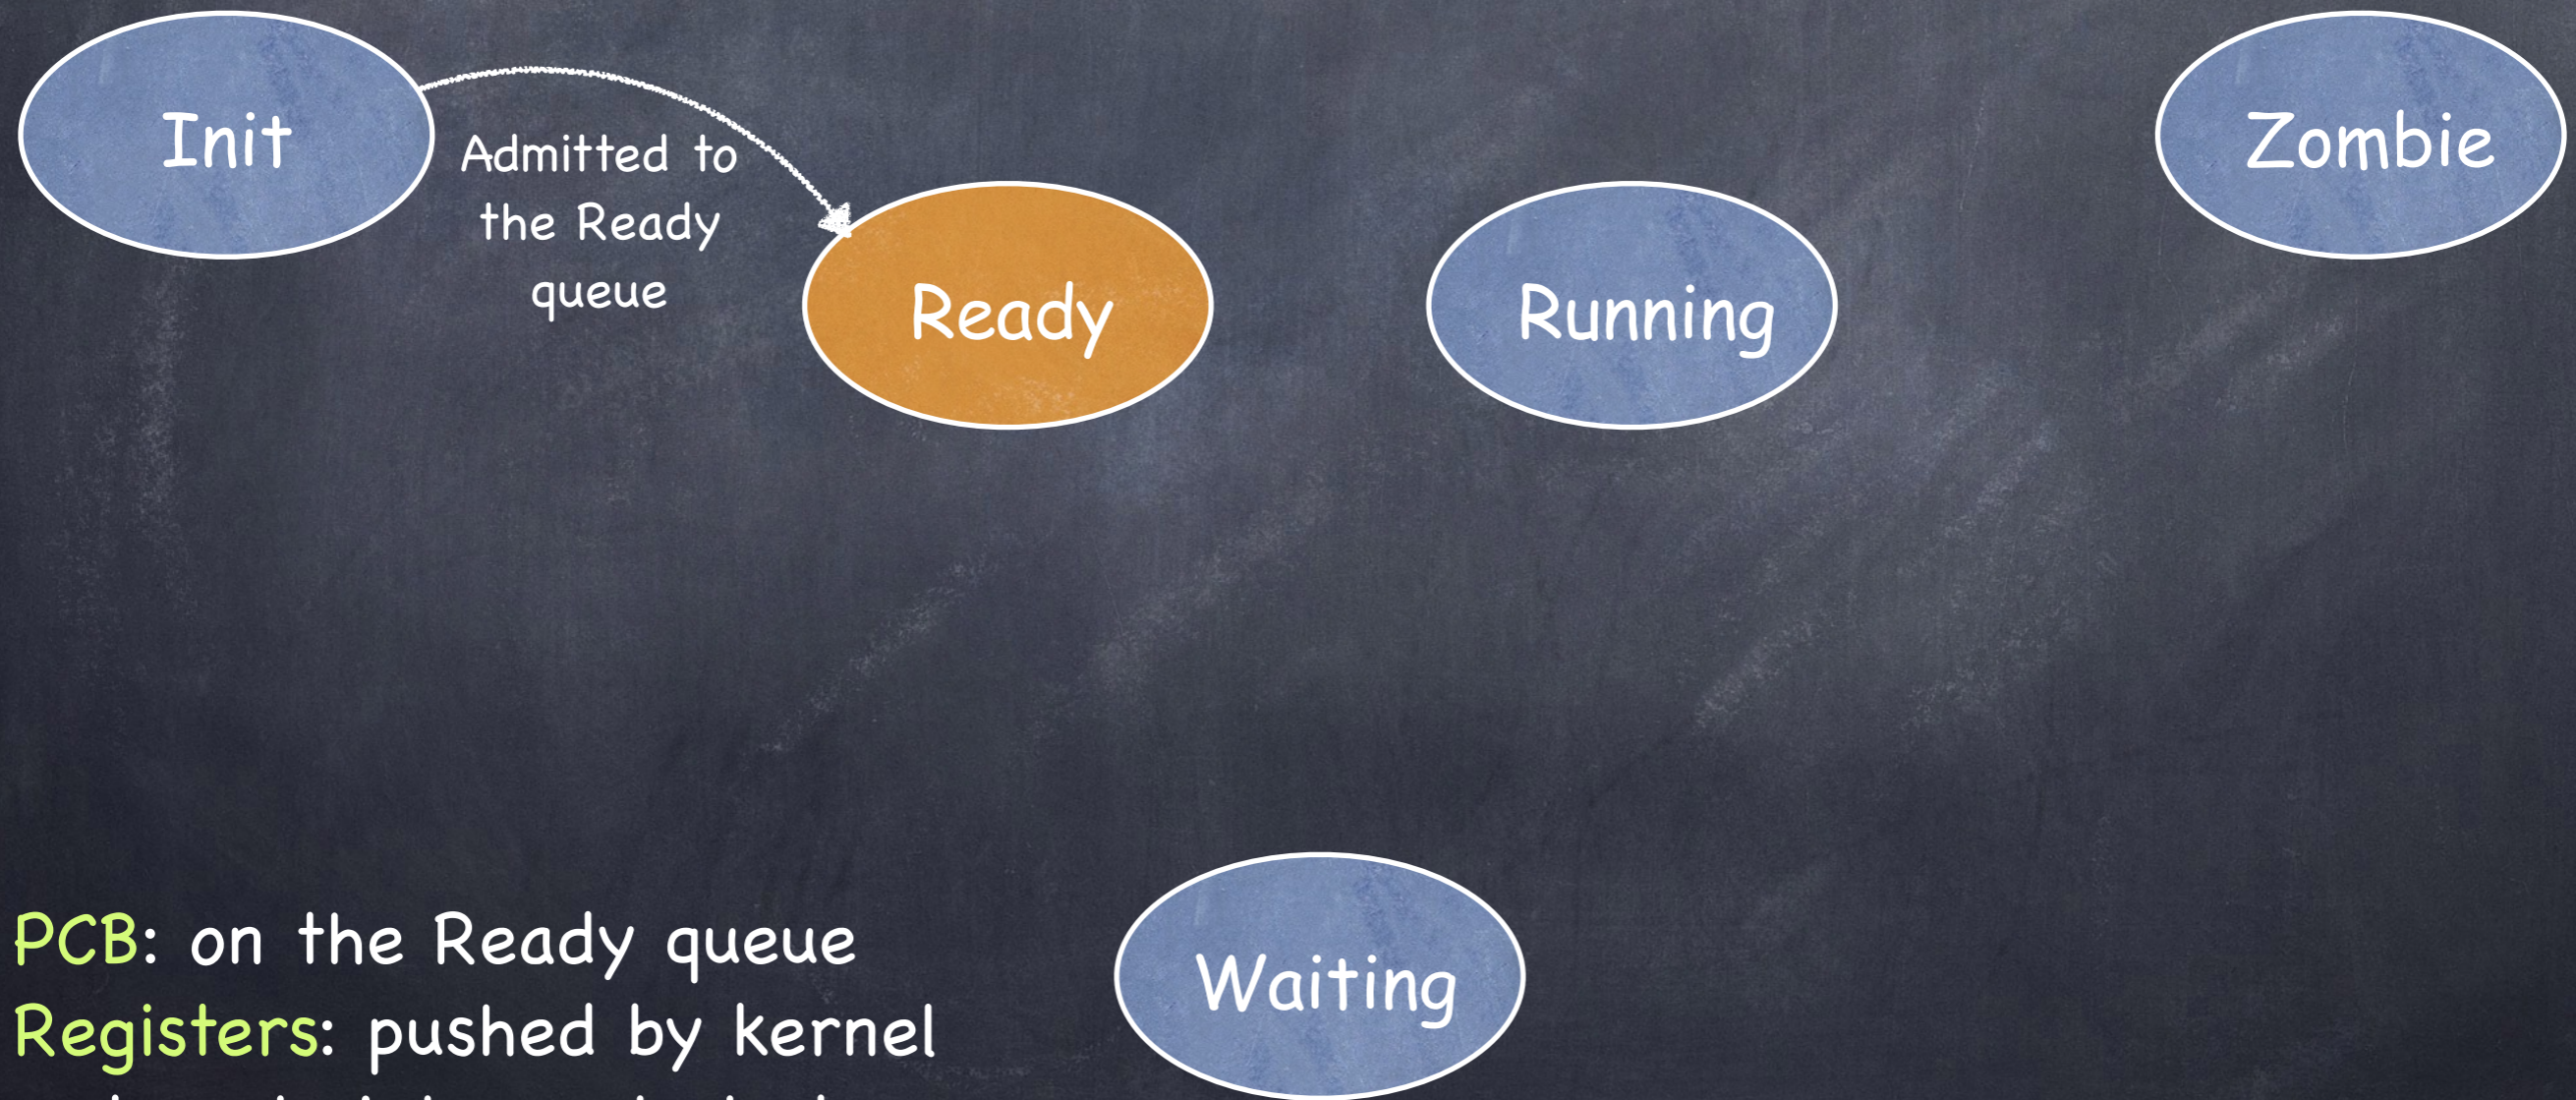 Init
Zombie
Admitted to
the Ready
queue
Ready
Running
PCB: on the Ready queue
Registers: pushed by kernel
Waiting